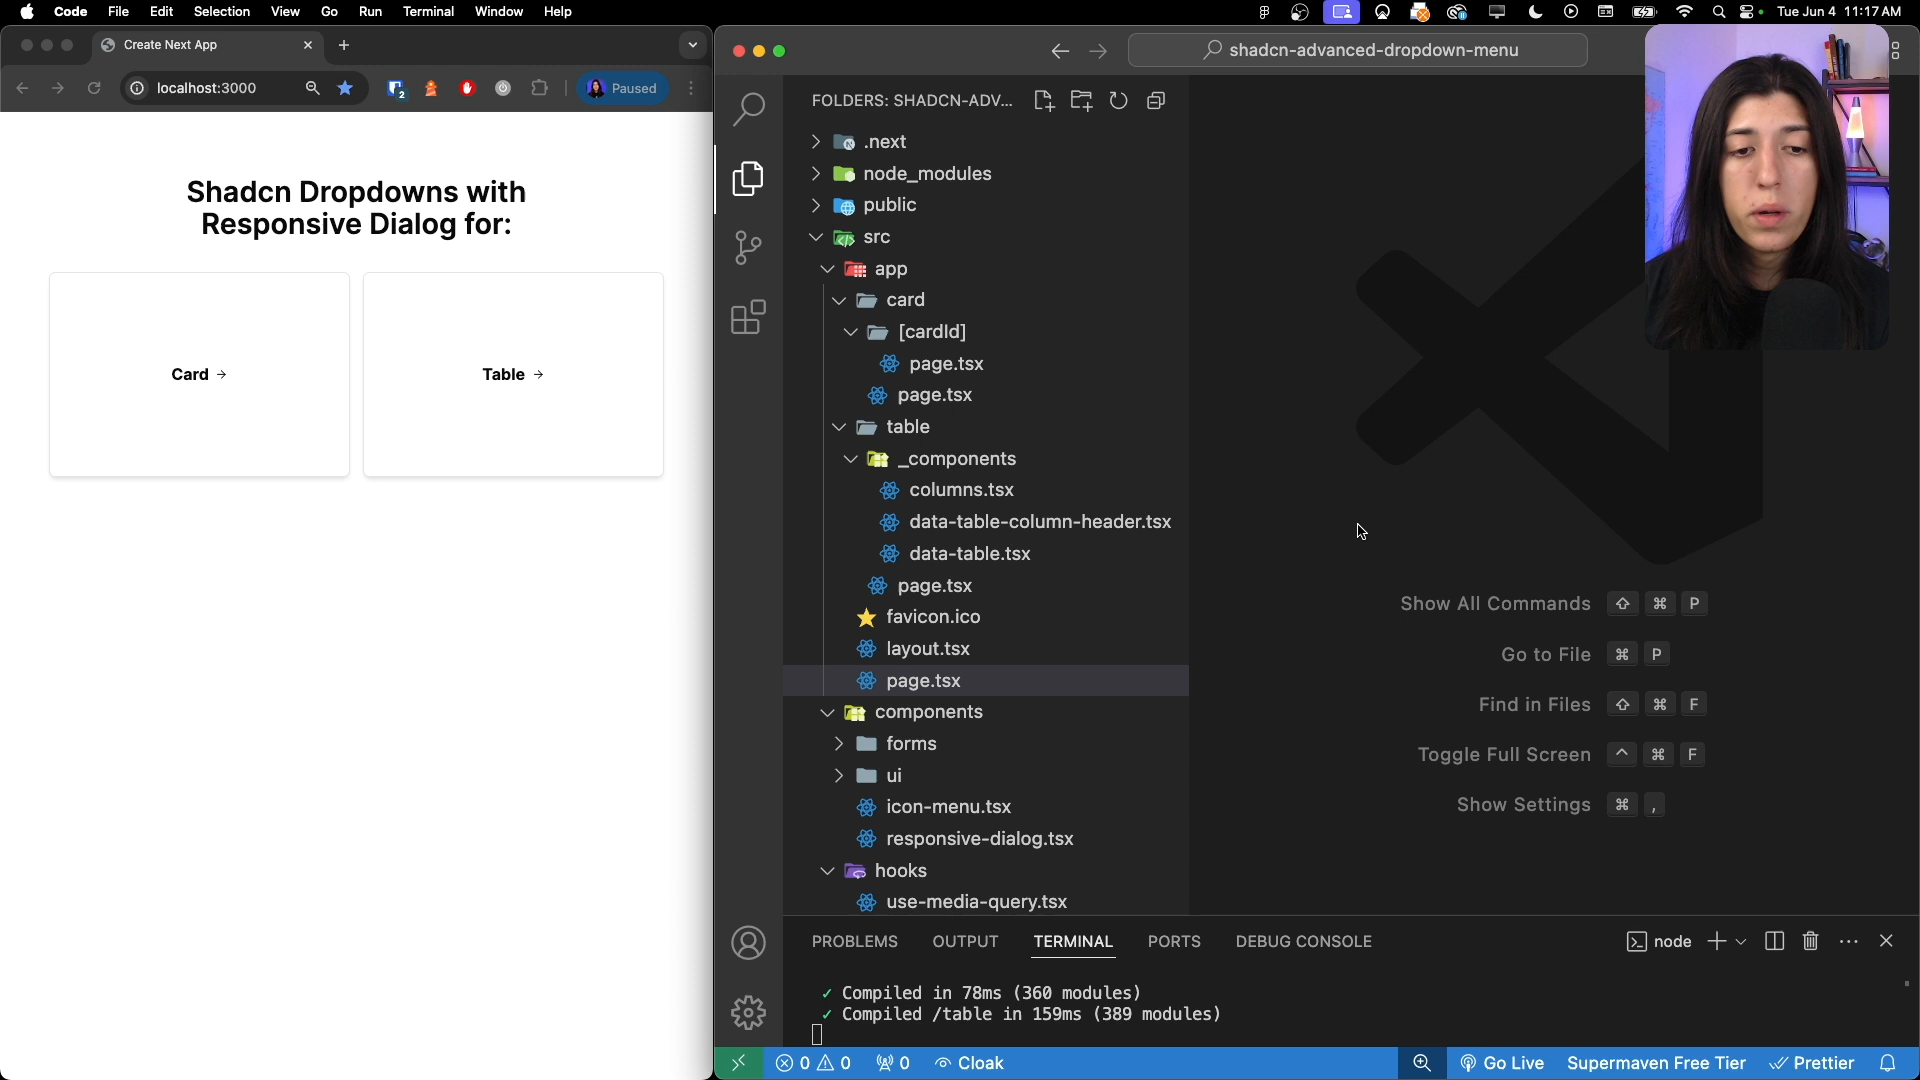 Code File Edit Selection View Go Run Terminal Window Help
Tue Jun 4 11:17 AM
Create Next App
localhost:3000
2
Paused
Shadcn Dropdowns with
Responsive Dialog for:
Card →
Table →
shadcn-advanced-dropdown-menu
FOLDERS: SHADCN-ADV...
.next
node_modules
public
src
app
card
[cardId]
page.tsx
page.tsx
table
_components
columns.tsx
data-table-column-header.tsx
data-table.tsx
page.tsx
favicon.ico
layout.tsx
page.tsx
components
forms
ui
icon-menu.tsx
responsive-dialog.tsx
hooks
use-media-query.tsx
Show All Commands ⇧ ⌘ P
Go to File ⌘ P
Find in Files ⇧ ⌘ F
Toggle Full Screen ^ ⌘ F
Show Settings ⌘ ,
PROBLEMS OUTPUT TERMINAL PORTS DEBUG CONSOLE
node
✓ Compiled in 78ms (360 modules)
✓ Compiled /table in 159ms (389 modules)
0 0 0 Cloak
Go Live Supermaven Free Tier Prettier